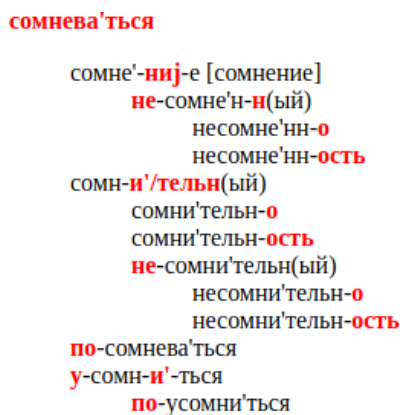 сомнева'ться
сомне'-ниj-е [сомнение]
не-сомне'н-н(ый)
несомне'нн-о
несомне'нн-ость
сомн-и'/тельн(ый)
сомни'тельн-о
сомни'тельн-ость
не-сомни'тельн(ый)
несомни'тельн-о
несомни'тельн-ость
по-сомнева'ться
у-сомн-и'-ться
по-усомни'ться